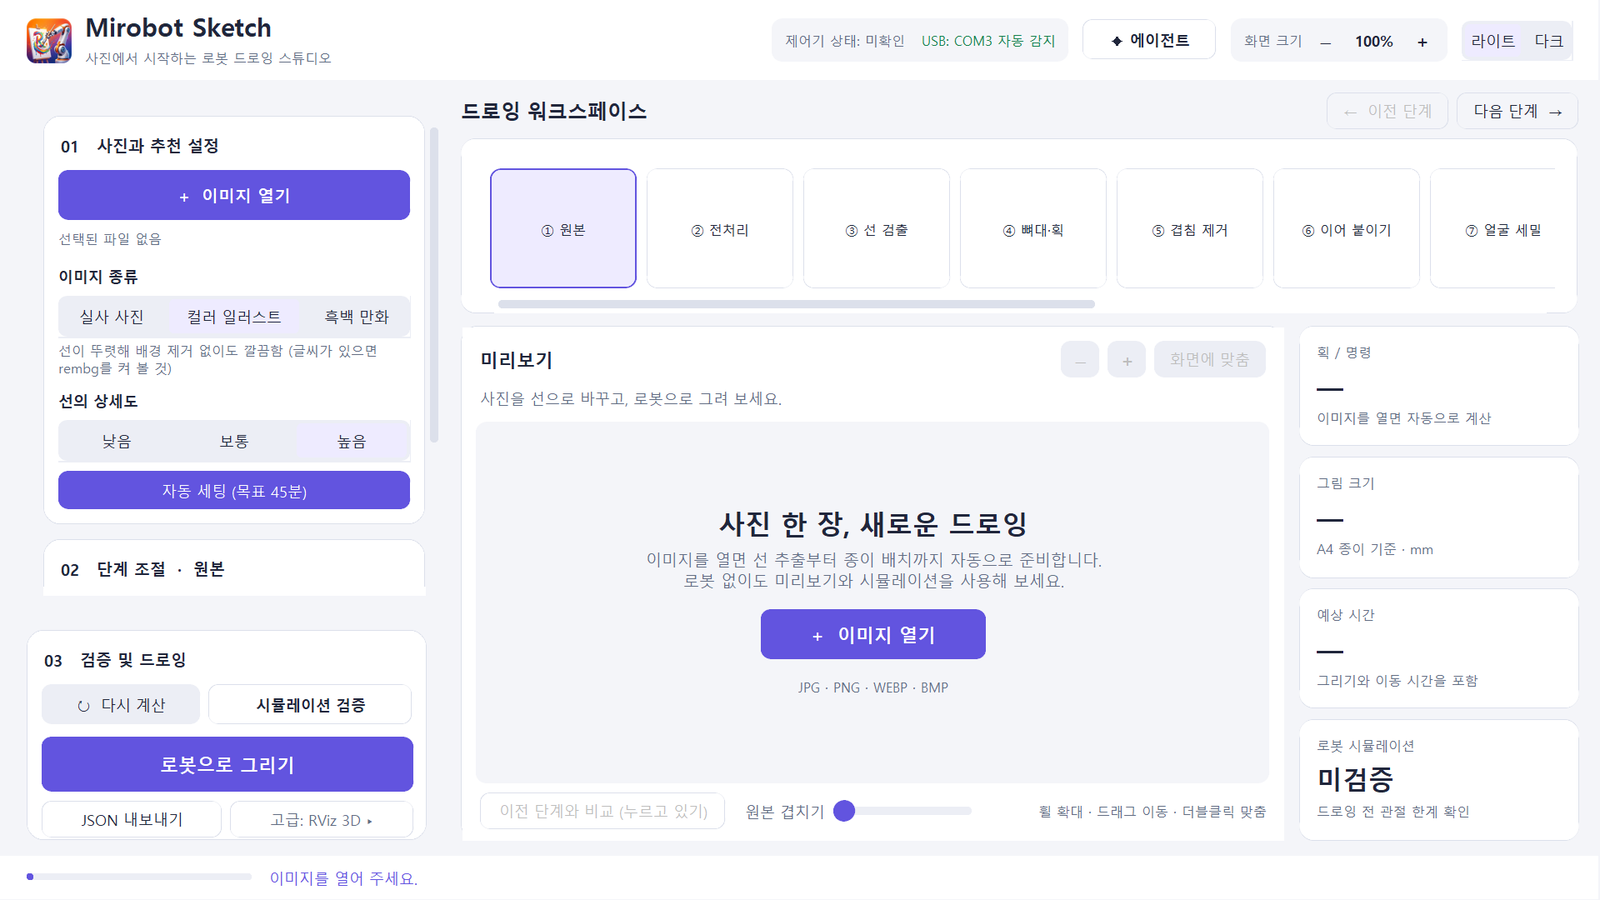 Mirobot Sketch
사진에서 시작하는 로봇 드로잉 스튜디오
제어기 상태: 미확인 USB: COM3 자동 감지
⌖ 에이전트
화면 크기 – 100% +
라이트 다크
01 사진과 추천 설정
+ 이미지 열기
선택된 파일 없음
이미지 종류
실사 사진 컬러 일러스트 흑백 만화
선이 뚜렷해 배경 제거 없이도 깔끔함 (글씨가 있으면
rembg를 켜 볼 것)
선의 상세도
낮음 보통 높음
자동 세팅 (목표 45분)
02 단계 조절 · 원본
03 검증 및 드로잉
↻ 다시 계산 시뮬레이션 검증
로봇으로 그리기
JSON 내보내기 고급: RViz 3D ▸
드로잉 워크스페이스
← 이전 단계 다음 단계 →
① 원본 ② 전처리 ③ 선 검출 ④ 뼈대·획 ⑤ 겹침 제거 ⑥ 이어 붙이기 ⑦ 얼굴 세밀
미리보기
– + 화면에 맞춤
사진을 선으로 바꾸고, 로봇으로 그려 보세요.
사진 한 장, 새로운 드로잉
이미지를 열면 선 추출부터 종이 배치까지 자동으로 준비합니다.
로봇 없이도 미리보기와 시뮬레이션을 사용해 보세요.
+ 이미지 열기
JPG · PNG · WEBP · BMP
이전 단계와 비교 (누르고 있기) 원본 겹치기 휠 확대 · 드래그 이동 · 더블클릭 맞춤
획 / 명령
—
이미지를 열면 자동으로 계산
그림 크기
—
A4 종이 기준 · mm
예상 시간
—
그리기와 이동 시간을 포함
로봇 시뮬레이션
미검증
드로잉 전 관절 한계 확인
이미지를 열어 주세요.